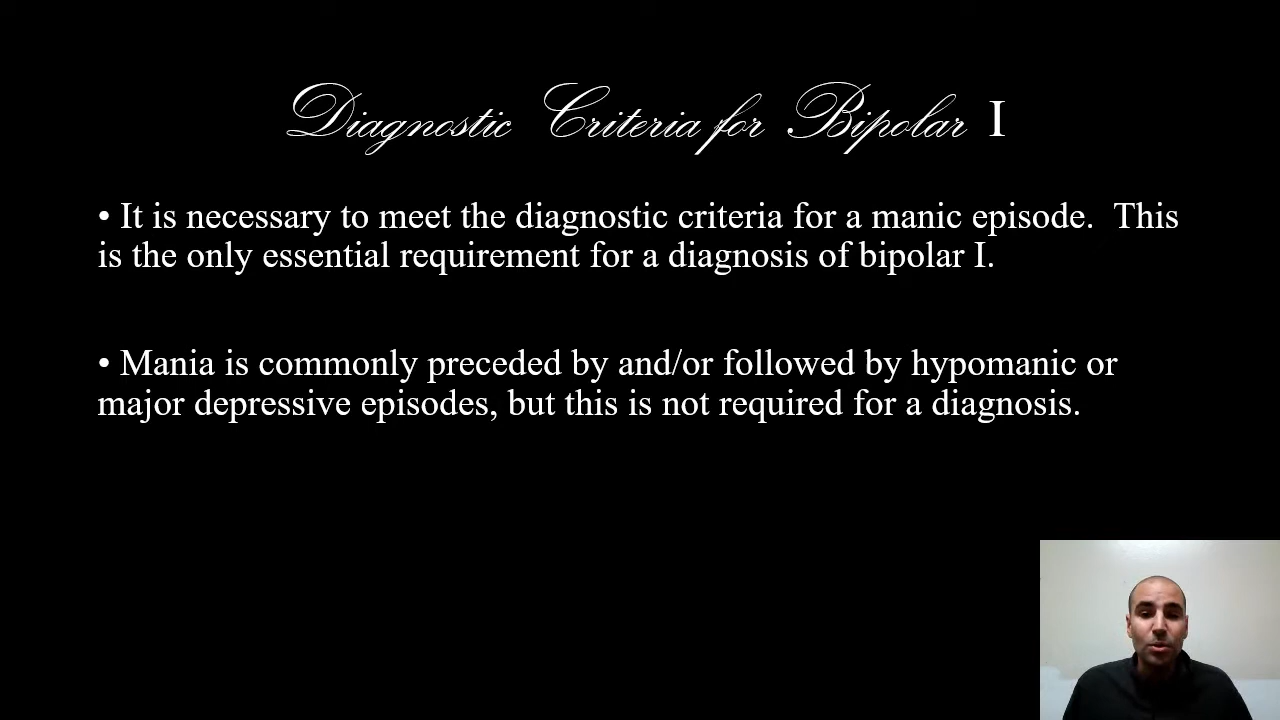 Diagnostic Criteria for Bipolar I
• It is necessary to meet the diagnostic criteria for a manic episode.  This
is the only essential requirement for a diagnosis of bipolar I.
• Mania is commonly preceded by and/or followed by hypomanic or
major depressive episodes, but this is not required for a diagnosis.